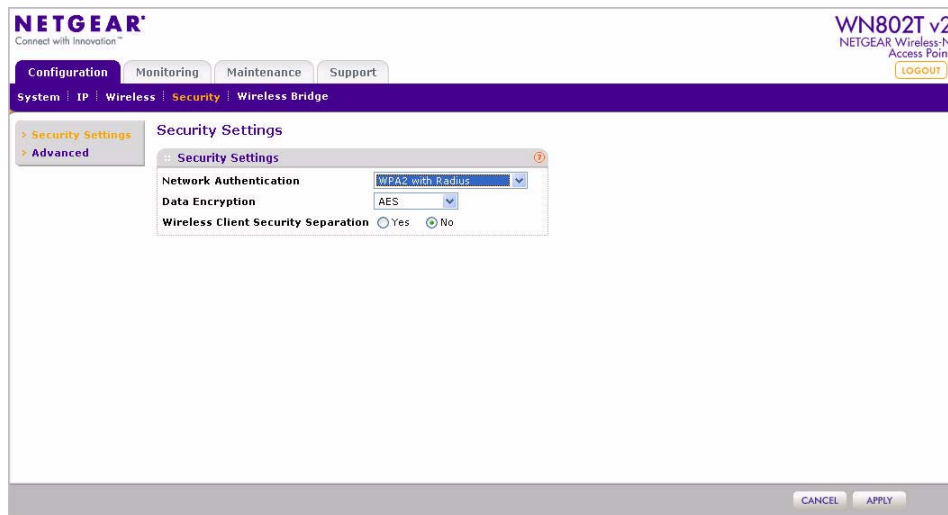 NETGEAR®
Connect with Innovation™
WN802T v2
NETGEAR Wireless-N
Access Poin
LOGOUT
Configuration Monitoring Maintenance Support
System IP Wireless Security Wireless Bridge
> Security Settings
> Advanced
Security Settings
Security Settings ?
Network Authentication WPA2 with Radius
Data Encryption AES
Wireless Client Security Separation Yes No
CANCEL APPLY